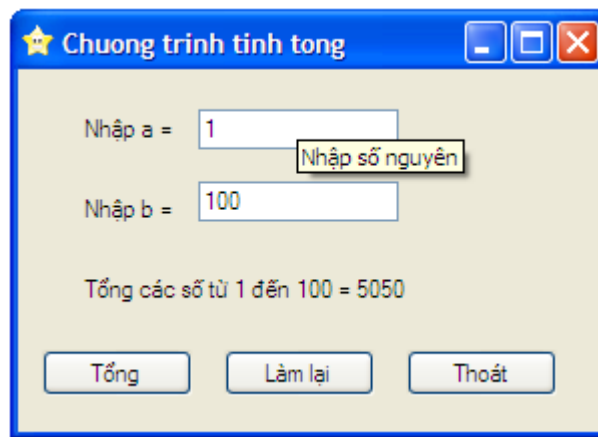 Chuong trinh tinh tong
Nhập a = 1
Nhập số nguyên
Nhập b = 100
Tổng các số từ 1 đến 100 = 5050
Tổng Làm lại Thoát